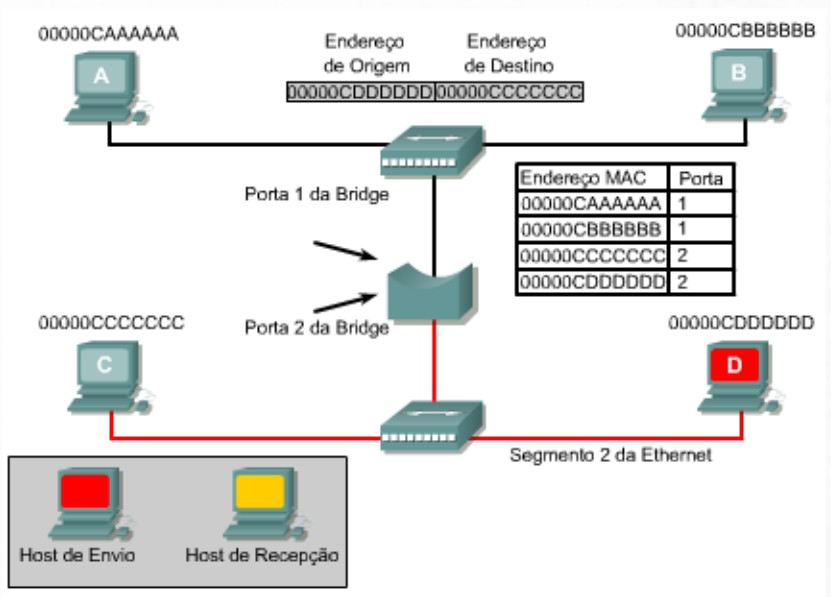 00000CAAAAAA
00000CBBBBBB
Endereço
de Origem
Endereço
de Destino
00000CDDDDDD 00000CCCCCCC
A
B
Porta 1 da Bridge
Endereço MAC Porta
00000CAAAAAA 1
00000CBBBBBB 1
00000CCCCCCC 2
00000CDDDDDD 2
Porta 2 da Bridge
00000CCCCCCC
00000CDDDDDD
C
D
Segmento 2 da Ethernet
Host de Envio
Host de Recepção